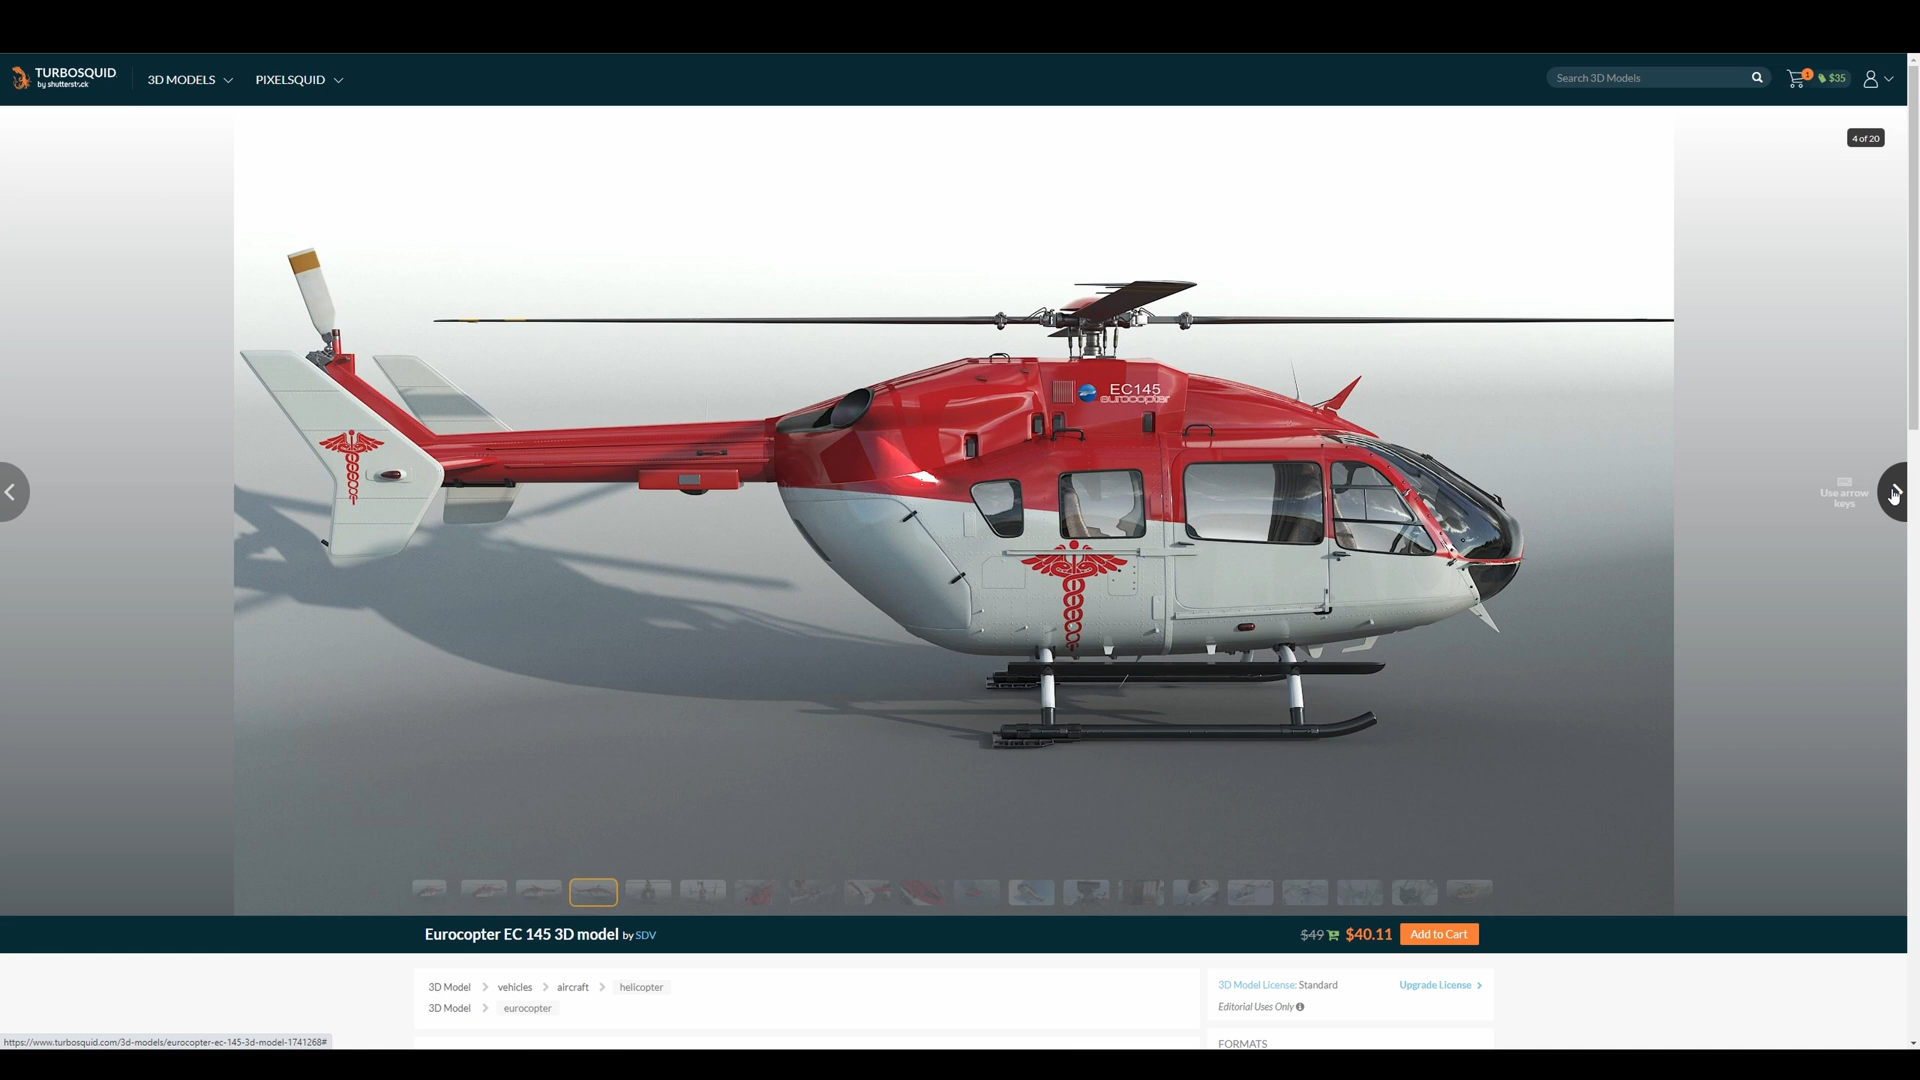 TURBOSQUID
by shutterstock
3D MODELS
PIXELSQUID
Search 3D Models
1
$35
4 of 20
EC145
eurocopter
Use arrow
keys
Eurocopter EC 145 3D model by SDV
$49 $40.11 Add to Cart
3D Model vehicles aircraft helicopter
3D Model eurocopter
3D Model License: Standard
Upgrade License
Editorial Uses Only
FORMATS
https://www.turbosquid.com/3d-models/eurocopter-ec-145-3d-model-1741268#